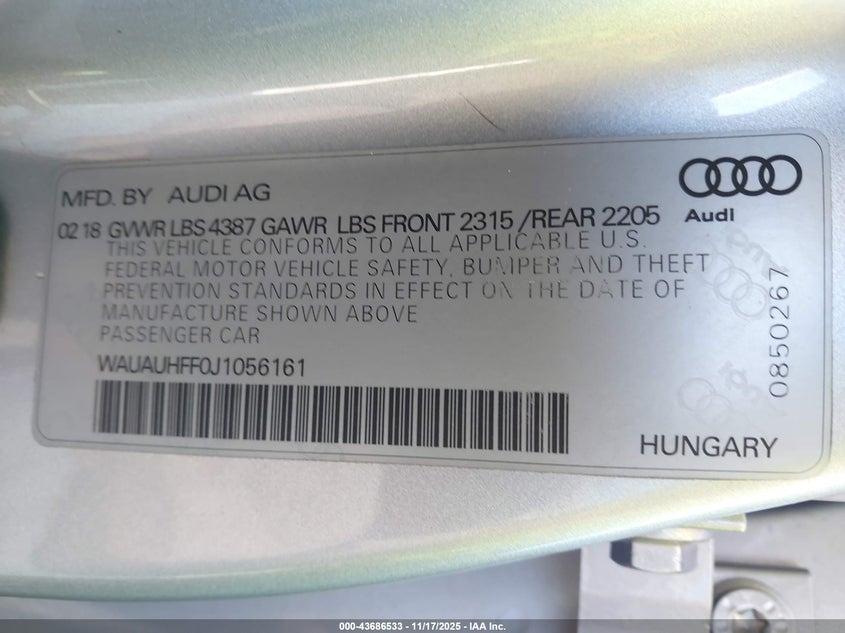 MFD. BY AUDI AG
Audi
02 18 GVWR LBS 4387 GAWR LBS FRONT 2315 /REAR 2205
THIS VEHICLE CONFORMS TO ALL APPLICABLE U.S.
FEDERAL MOTOR VEHICLE SAFETY, BUMPER AND THEFT
PREVENTION STANDARDS IN EFFECT ON THE DATE OF
MANUFACTURE SHOWN ABOVE
PASSENGER CAR
WAUAUHFF0J1056161
0850267
HUNGARY
000-43686533 - 11/17/2025 - IAA Inc.